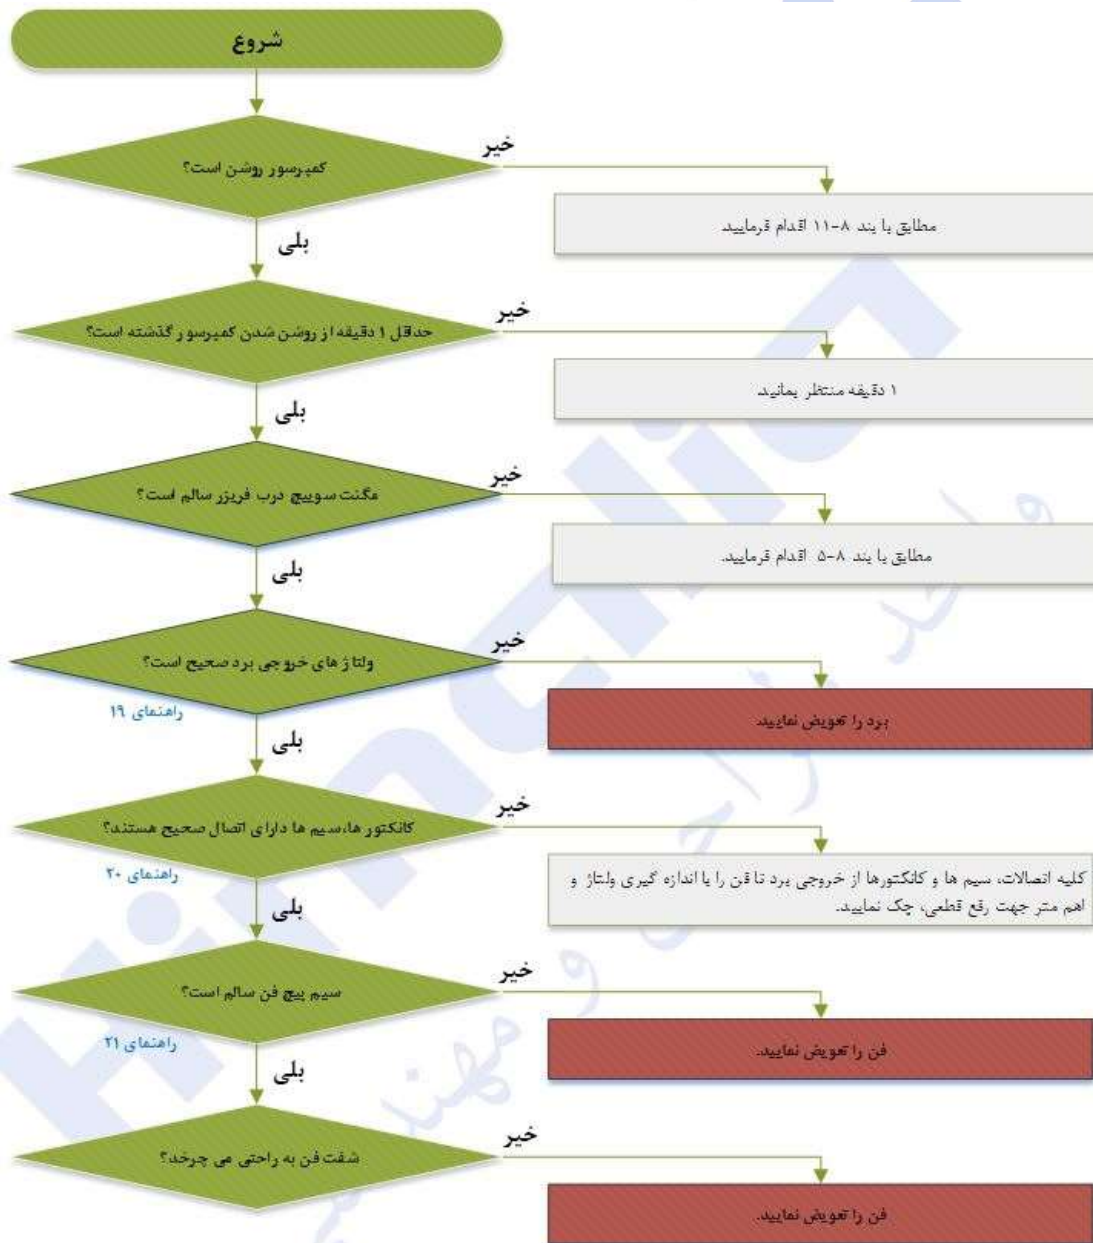 شروع
کمپرسور روشن است؟
خیر
مطابق با بند ۸-۱۱ اقدام فرمایید.
بلی
حداقل ۱ دقیقه از روشن شدن کمپرسور گذشته است؟
خیر
۱ دقیقه منتظر بمانید.
بلی
مگنت سوییچ درب فریزر سالم است؟
خیر
مطابق با بند ۸-۵ اقدام فرمایید.
بلی
ولتاژ های خروجی برد صحیح است؟
خیر
راهنمای ۱۹
برد را تعویض نمایید.
بلی
کانکتور ها،سیم ها دارای اتصال صحیح هستند؟
خیر
راهنمای ۲۰
کلیه اتصالات، سیم ها و کانکتورها از خروجی برد تا فن را با اندازه گیری ولتاژ و
اهم متر جهت رفع قطعی، چک نمایید.
بلی
سیم پیچ فن سالم است؟
خیر
راهنمای ۲۱
فن را تعویض نمایید.
بلی
شفت فن به راحتی می چرخد؟
خیر
فن را تعویض نمایید.